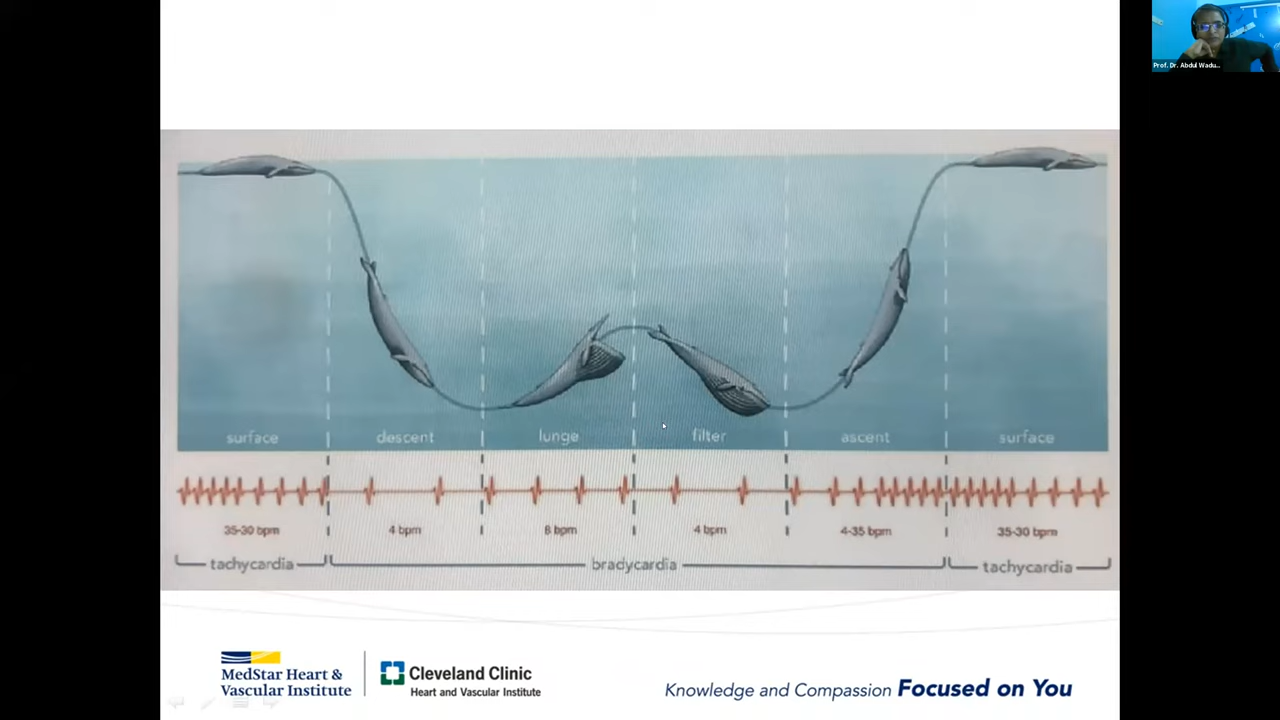 Prof. Dr. Abdul Wadu...
surface descent lunge filter ascent surface
35-30 bpm 4 bpm 8 bpm 4 bpm 4-35 bpm 35-30 bpm
tachycardia bradycardia tachycardia
MedStar Heart &
Vascular Institute
Cleveland Clinic
Heart and Vascular Institute
Knowledge and Compassion Focused on You